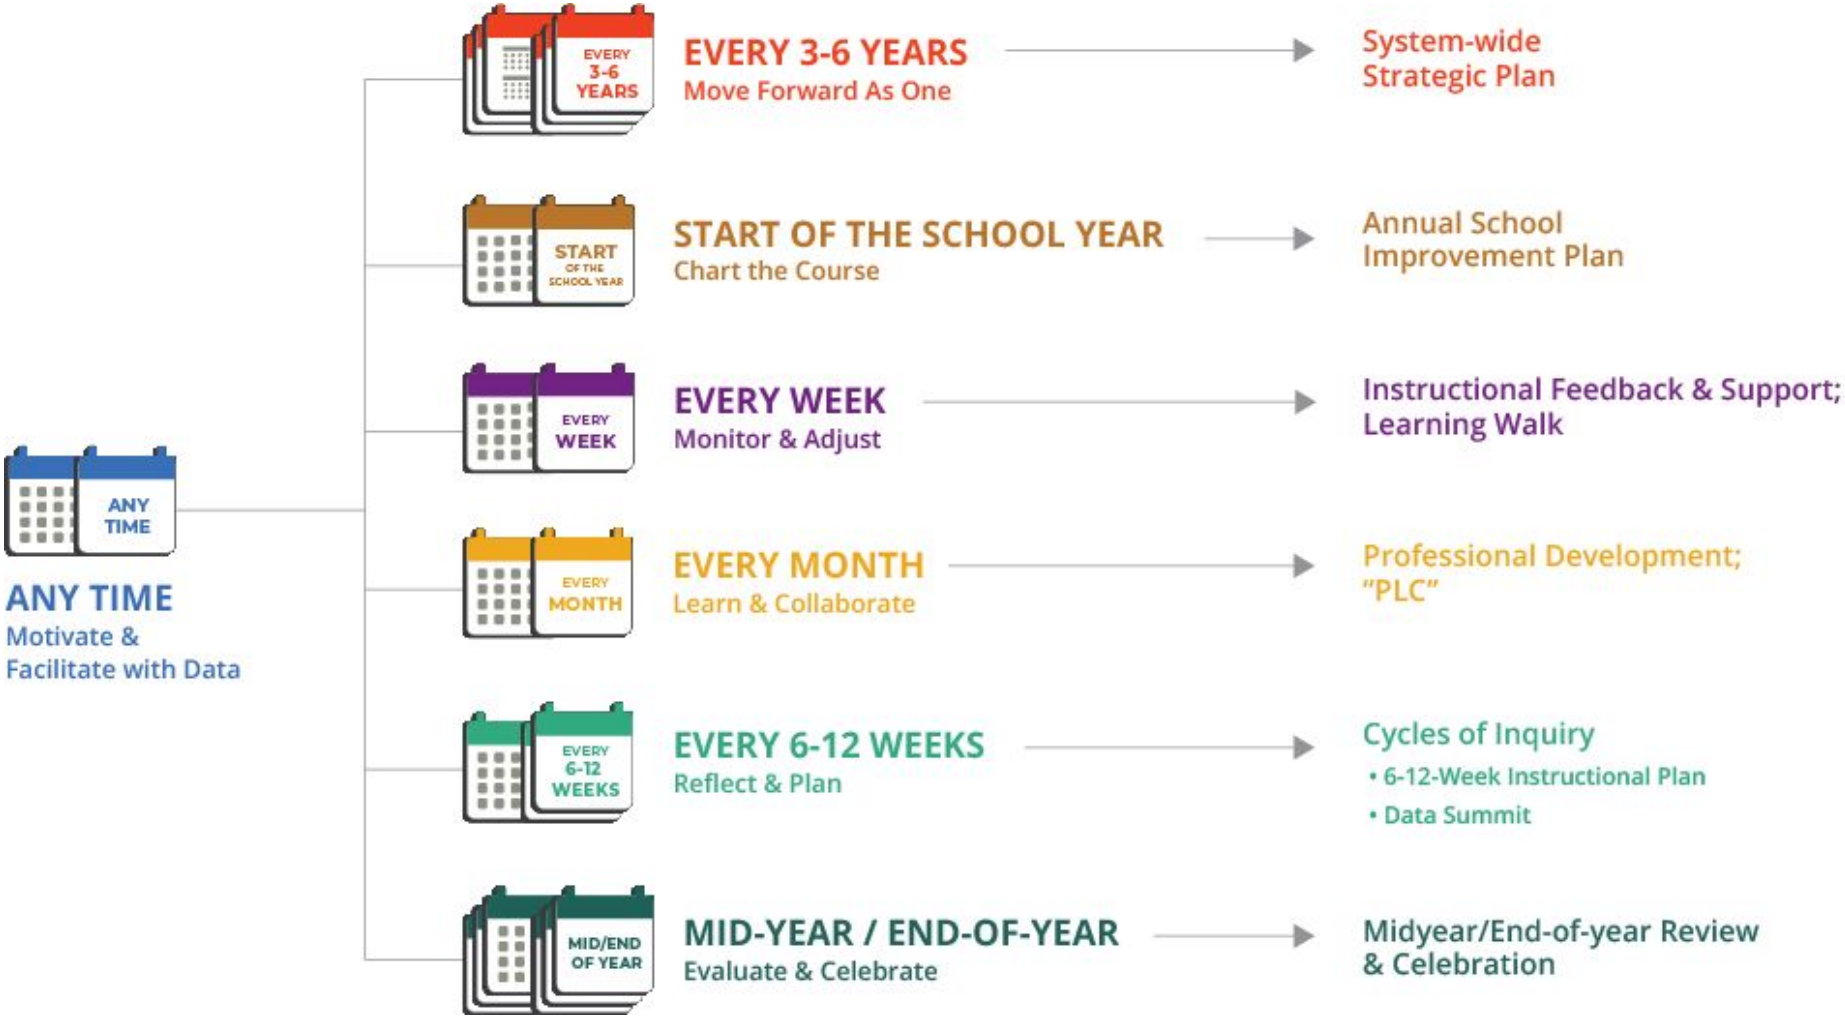 ANY
TIME
ANY TIME
Motivate &
Facilitate with Data
EVERY
3-6
YEARS
EVERY 3-6 YEARS
Move Forward As One
System-wide
Strategic Plan
START
OF THE
SCHOOL YEAR
START OF THE SCHOOL YEAR
Chart the Course
Annual School
Improvement Plan
EVERY
WEEK
EVERY WEEK
Monitor & Adjust
Instructional Feedback & Support;
Learning Walk
EVERY
MONTH
EVERY MONTH
Learn & Collaborate
Professional Development;
“PLC”
EVERY
6-12
WEEKS
EVERY 6-12 WEEKS
Reflect & Plan
Cycles of Inquiry
• 6-12-Week Instructional Plan
• Data Summit
MID/END
OF YEAR
MID-YEAR / END-OF-YEAR
Evaluate & Celebrate
Midyear/End-of-year Review
& Celebration